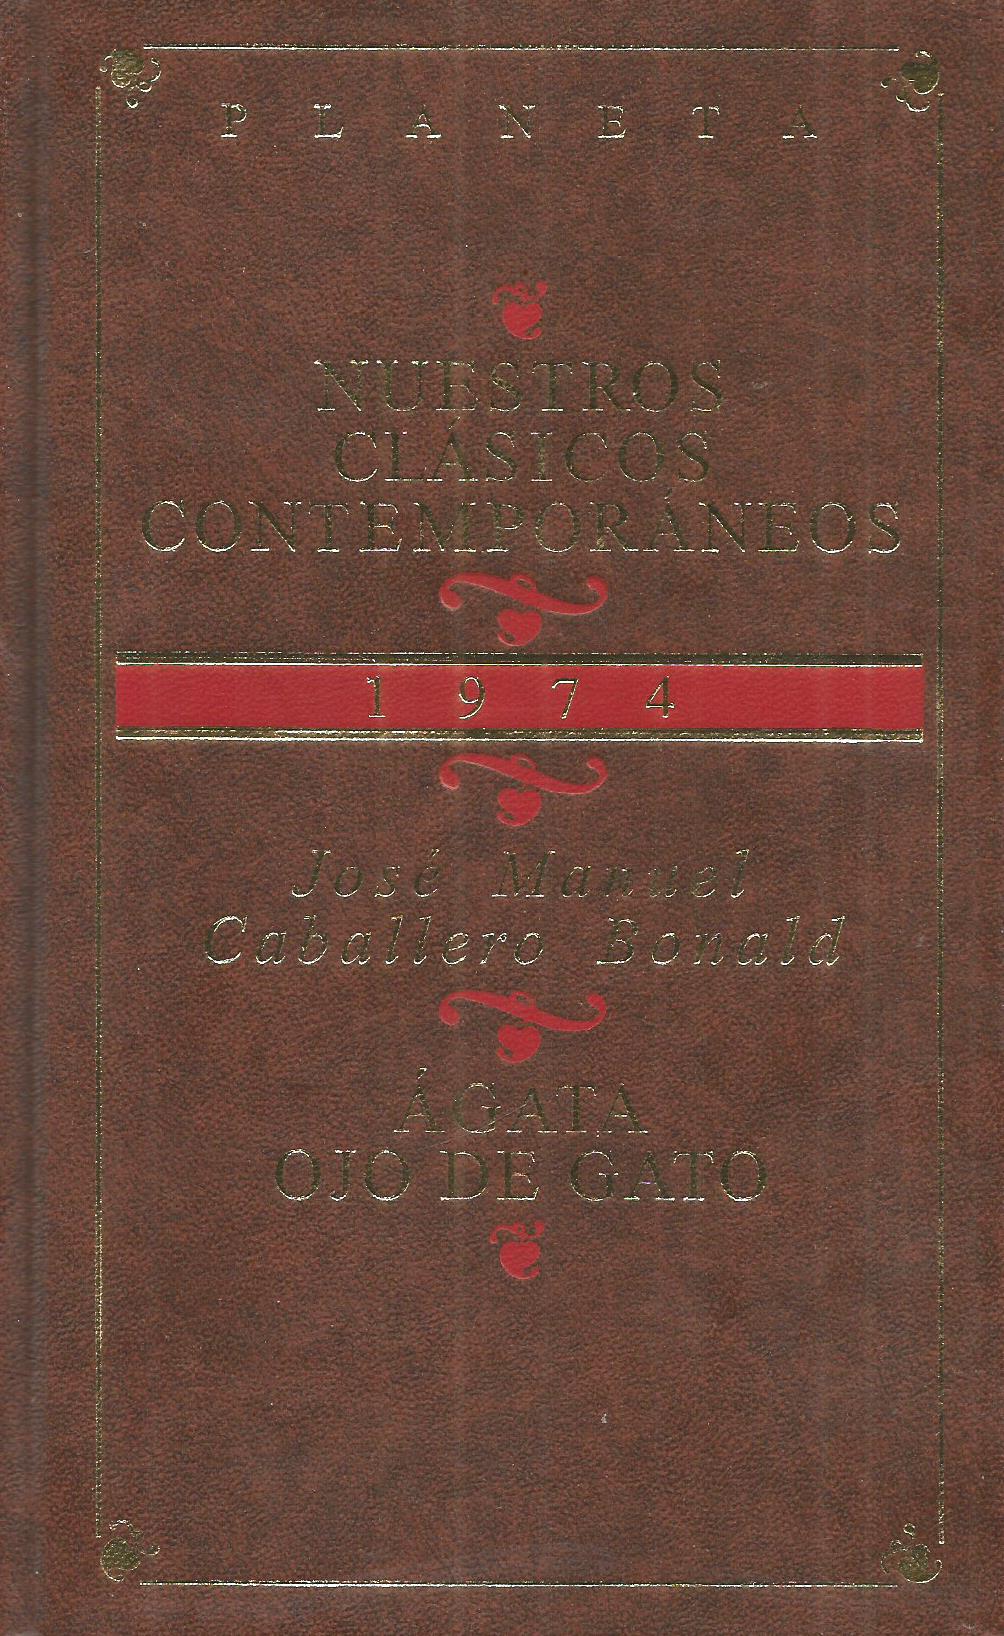 PLANETA
NUESTROS
CLÁSICOS
CONTEMPORÁNEOS
1974
José Manuel
Caballero Bonald
ÁGATA
OJO DE GATO